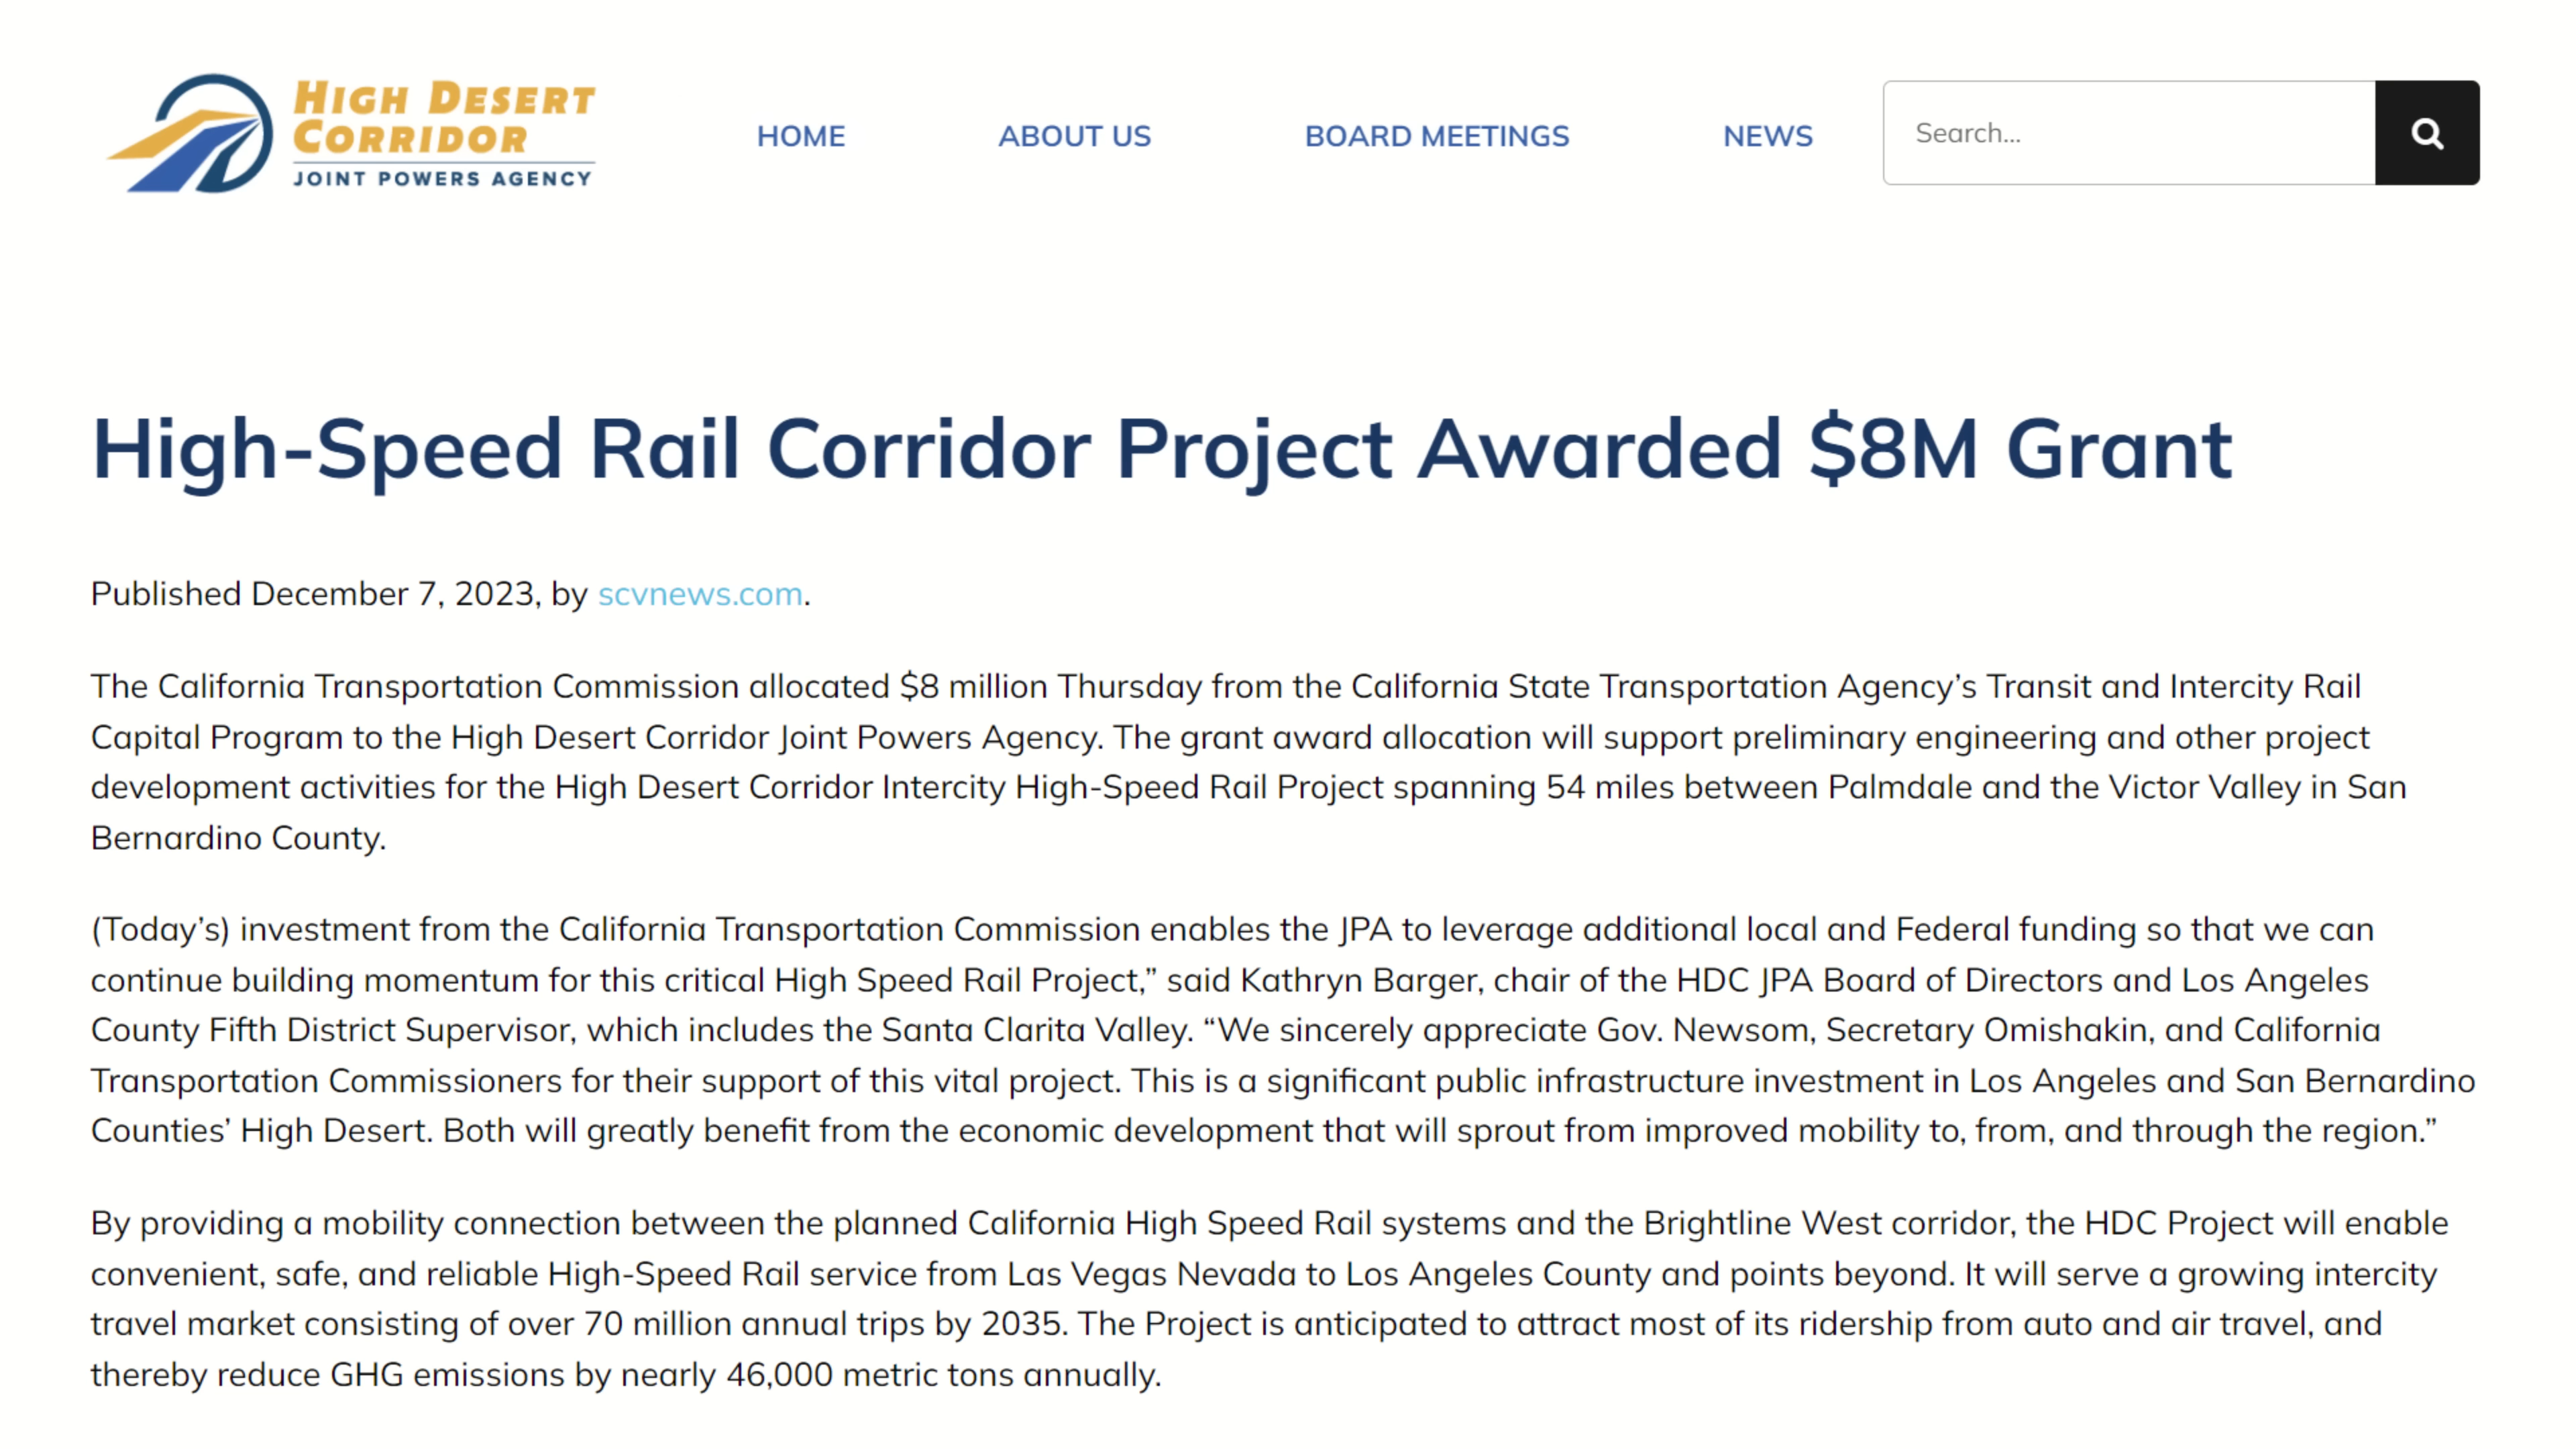 HIGH DESERT
CORRIDOR
JOINT POWERS AGENCY
HOME
ABOUT US
BOARD MEETINGS
NEWS
Search...
High-Speed Rail Corridor Project Awarded $8M Grant
Published December 7, 2023, by scvnews.com.
The California Transportation Commission allocated $8 million Thursday from the California State Transportation Agency’s Transit and Intercity Rail
Capital Program to the High Desert Corridor Joint Powers Agency. The grant award allocation will support preliminary engineering and other project
development activities for the High Desert Corridor Intercity High-Speed Rail Project spanning 54 miles between Palmdale and the Victor Valley in San
Bernardino County.
(Today’s) investment from the California Transportation Commission enables the JPA to leverage additional local and Federal funding so that we can
continue building momentum for this critical High Speed Rail Project,” said Kathryn Barger, chair of the HDC JPA Board of Directors and Los Angeles
County Fifth District Supervisor, which includes the Santa Clarita Valley. “We sincerely appreciate Gov. Newsom, Secretary Omishakin, and California
Transportation Commissioners for their support of this vital project. This is a significant public infrastructure investment in Los Angeles and San Bernardino
Counties’ High Desert. Both will greatly benefit from the economic development that will sprout from improved mobility to, from, and through the region.”
By providing a mobility connection between the planned California High Speed Rail systems and the Brightline West corridor, the HDC Project will enable
convenient, safe, and reliable High-Speed Rail service from Las Vegas Nevada to Los Angeles County and points beyond. It will serve a growing intercity
travel market consisting of over 70 million annual trips by 2035. The Project is anticipated to attract most of its ridership from auto and air travel, and
thereby reduce GHG emissions by nearly 46,000 metric tons annually.